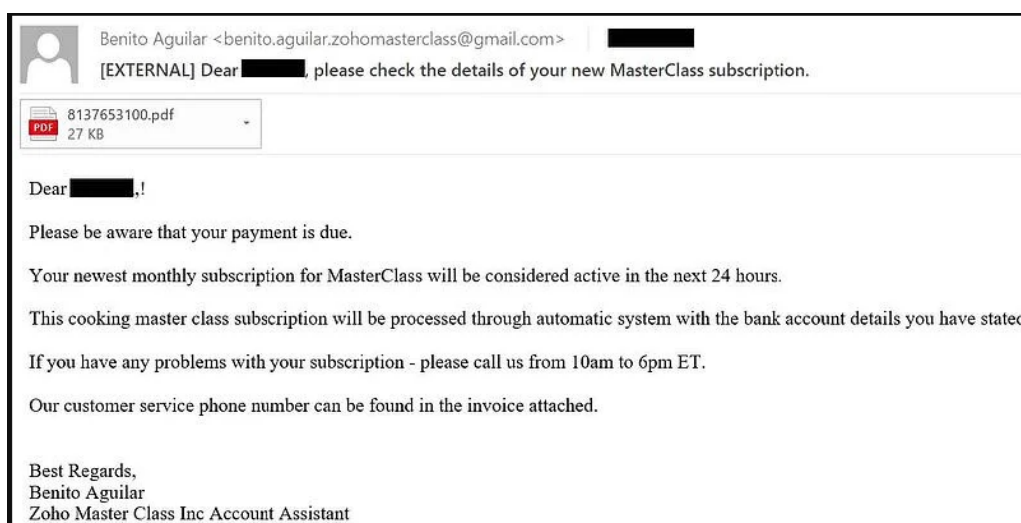 Benito Aguilar <benito.aguilar.zohomasterclass@gmail.com>
[EXTERNAL] Dear , please check the details of your new MasterClass subscription.
8137653100.pdf
PDF
27 KB
Dear ,!
Please be aware that your payment is due.
Your newest monthly subscription for MasterClass will be considered active in the next 24 hours.
This cooking master class subscription will be processed through automatic system with the bank account details you have stated
If you have any problems with your subscription - please call us from 10am to 6pm ET.
Our customer service phone number can be found in the invoice attached.
Best Regards,
Benito Aguilar
Zoho Master Class Inc Account Assistant